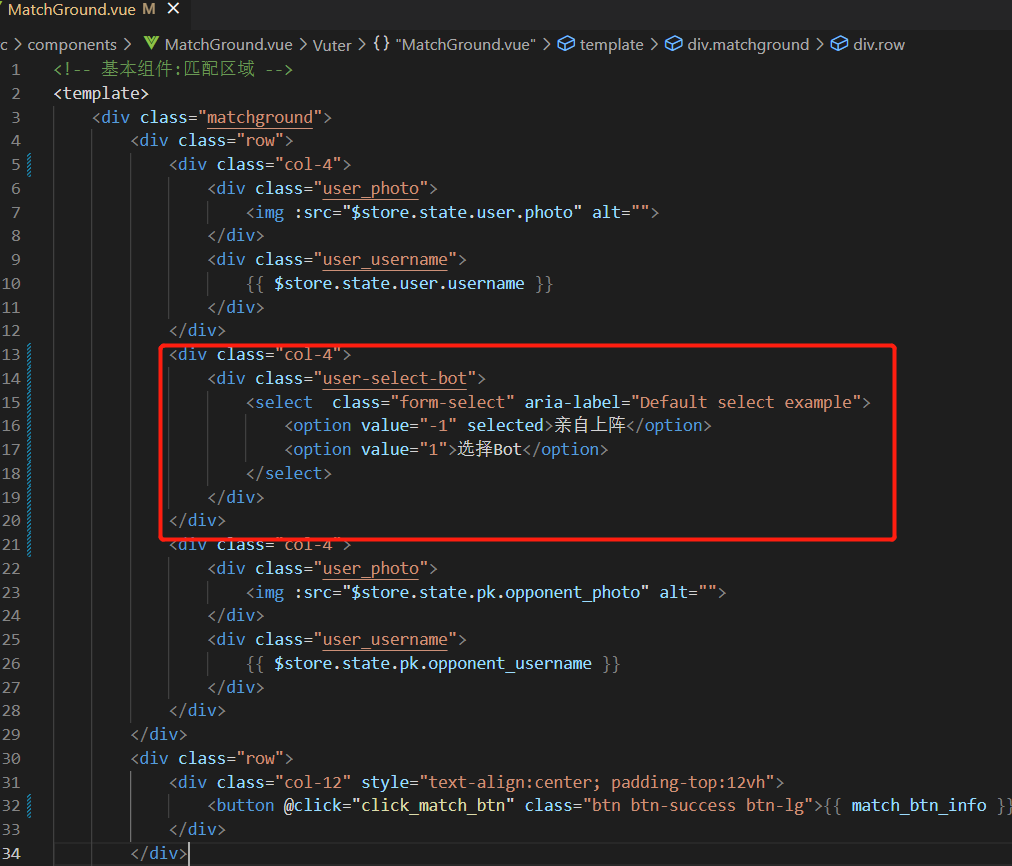 MatchGround.vue M
c > components > MatchGround.vue > Vuter > {} "MatchGround.vue" > template > div.matchground > div.row
1 <!-- 基本组件:匹配区域 -->
2 <template>
3 <div class="matchground">
4 <div class="row">
5 <div class="col-4">
6 <div class="user_photo">
7 <img :src="$store.state.user.photo" alt="">
8 </div>
9 <div class="user_username">
10 {{ $store.state.user.username }}
11 </div>
12 </div>
13 <div class="col-4">
14 <div class="user-select-bot">
15 <select  class="form-select" aria-label="Default select example">
16 <option value="-1" selected>亲自上阵</option>
17 <option value="1">选择Bot</option>
18 </select>
19 </div>
20 </div>
21 <div class="col-4">
22 <div class="user_photo">
23 <img :src="$store.state.pk.opponent_photo" alt="">
24 </div>
25 <div class="user_username">
26 {{ $store.state.pk.opponent_username }}
27 </div>
28 </div>
29 </div>
30 <div class="row">
31 <div class="col-12" style="text-align:center; padding-top:12vh">
32 <button @click="click_match_btn" class="btn btn-success btn-lg">{{ match_btn_info }}
33 </div>
34 </div>